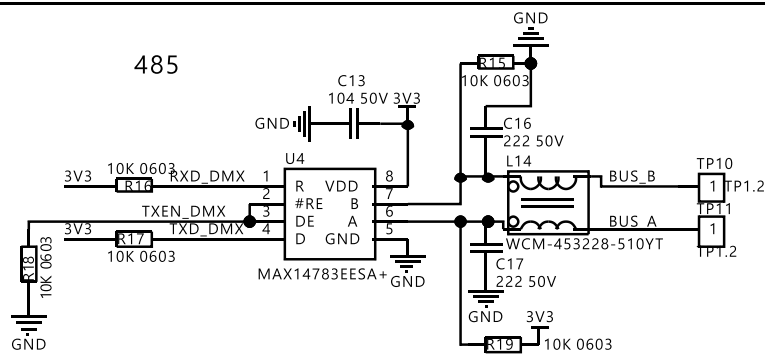 GND
485
R15
10K 0603
C13
104 50V
3V3
GND
C16
222 50V
U4
L14
10K 0603
3V3
R16
RXD_DMX
1
R
VDD
8
BUS_B
TP10
1
TP1.2
2
#RE
B
7
TXEN_DMX
3
DE
A
6
BUS_A
TP11
1
TP1.2
3V3
R17
TXD_DMX
4
D
GND
5
10K 0603
WCM-453228-510YT
R18
10K 0603
MAX14783EESA+
GND
C17
222 50V
GND
GND
3V3
R19
10K 0603